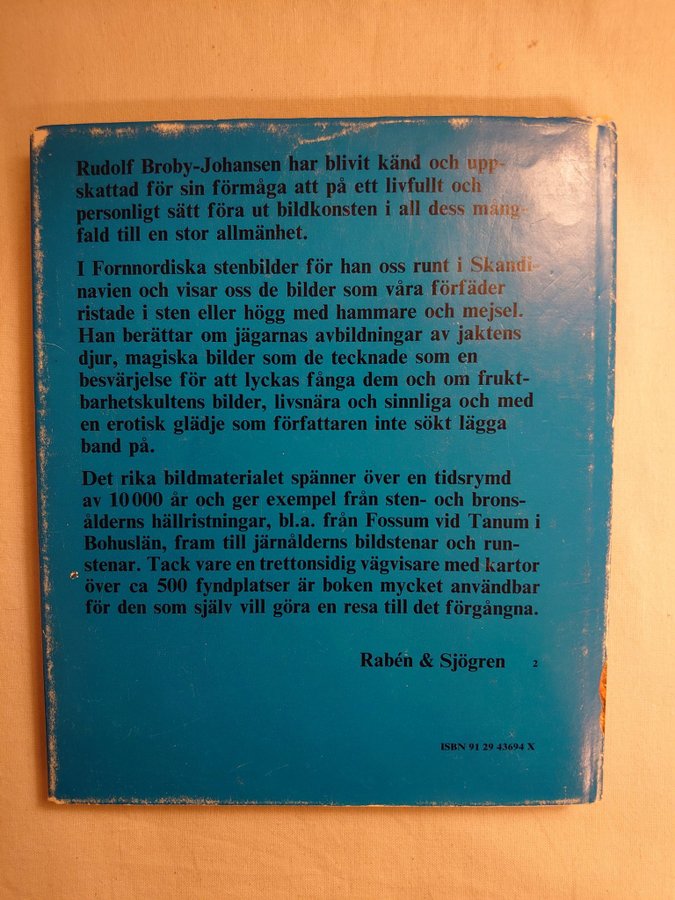 Rudolf Broby-Johansen har blivit känd och upp-
skattad för sin förmåga att på ett livfullt och
personligt sätt föra ut bildkonsten i all dess mång-
fald till en stor allmänhet.
I Fornnordiska stenbilder för han oss runt i Skandi-
navien och visar oss de bilder som våra förfäder
ristade i sten eller högg med hammare och mejsel.
Han berättar om jägarnas avbildningar av jaktens
djur, magiska bilder som de tecknade som en
besvärjelse för att lyckas fånga dem och om frukt-
barhetskultens bilder, livsnära och sinnliga och med
en erotisk glädje som författaren inte sökt lägga
band på.
Det rika bildmaterialet spänner över en tidsrymd
av 10 000 år och ger exempel från sten- och brons-
ålderns hällristningar, bl.a. från Fossum vid Tanum i
Bohuslän, fram till järnålderns bildstenar och run-
stenar. Tack vare en trettonsidig vägvisare med kartor
över ca 500 fyndplatser är boken mycket användbar
för den som själv vill göra en resa till det förgångna.
Rabén & Sjögren 2
ISBN 91 29 43694 X